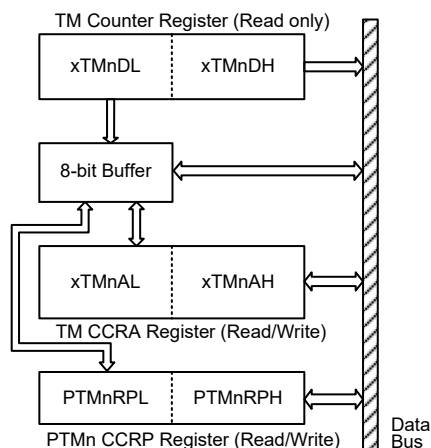 TM Counter Register (Read only)
xTMnDL xTMnDH
8-bit Buffer
xTMnAL xTMnAH
TM CCRA Register (Read/Write)
PTMnRPL PTMnRPH
PTMn CCRP Register (Read/Write)
Data
Bus